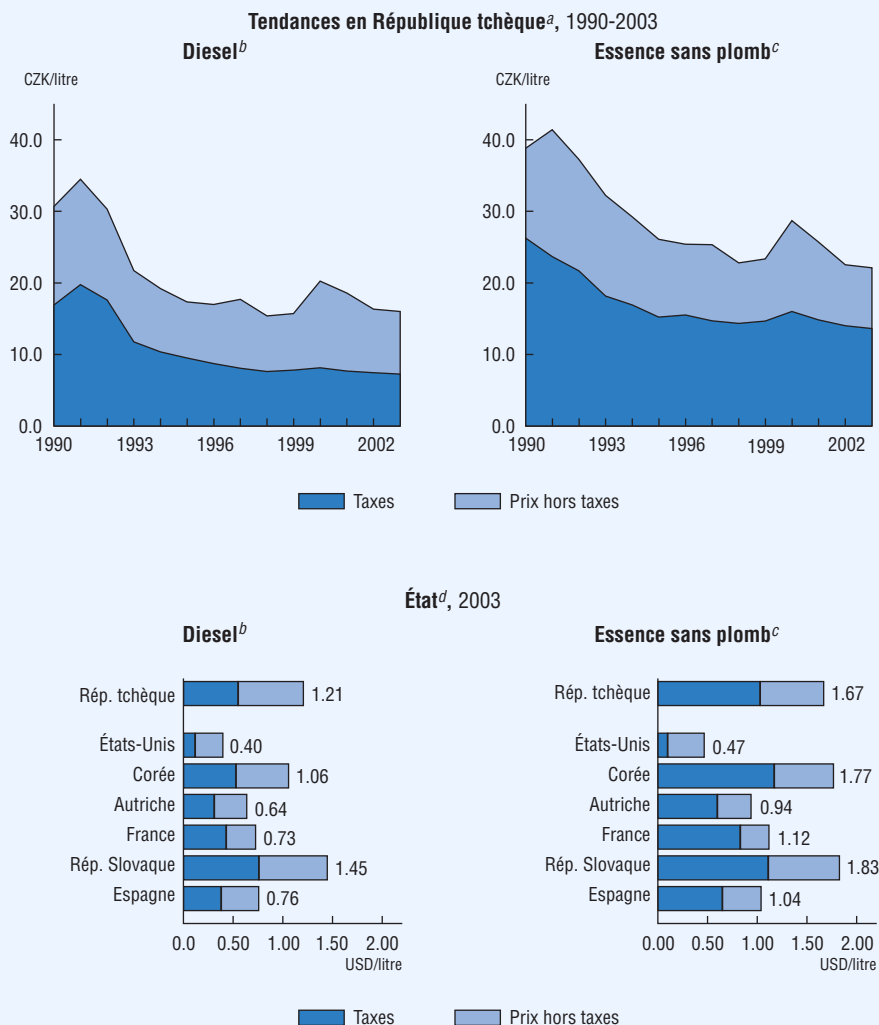 Tendances en République tchèqueª, 1990-2003
Dieselᵇ
CZK/litre
40.0
30.0
20.0
10.0
0.0
1990 1993 1996 1999 2002
Essence sans plombᶜ
CZK/litre
40.0
30.0
20.0
10.0
0.0
1990 1993 1996 1999 2002
Taxes Prix hors taxes
Étatᵈ, 2003
Dieselᵇ
Rép. tchèque 1.21
États-Unis 0.40
Corée 1.06
Autriche 0.64
France 0.73
Rép. Slovaque 1.45
Espagne 0.76
0.0 0.50 1.00 1.50 2.00
USD/litre
Essence sans plombᶜ
Rép. tchèque 1.67
États-Unis 0.47
Corée 1.77
Autriche 0.94
France 1.12
Rép. Slovaque 1.83
Espagne 1.04
0.00 0.50 1.00 1.50 2.00
USD/litre
Taxes Prix hors taxes